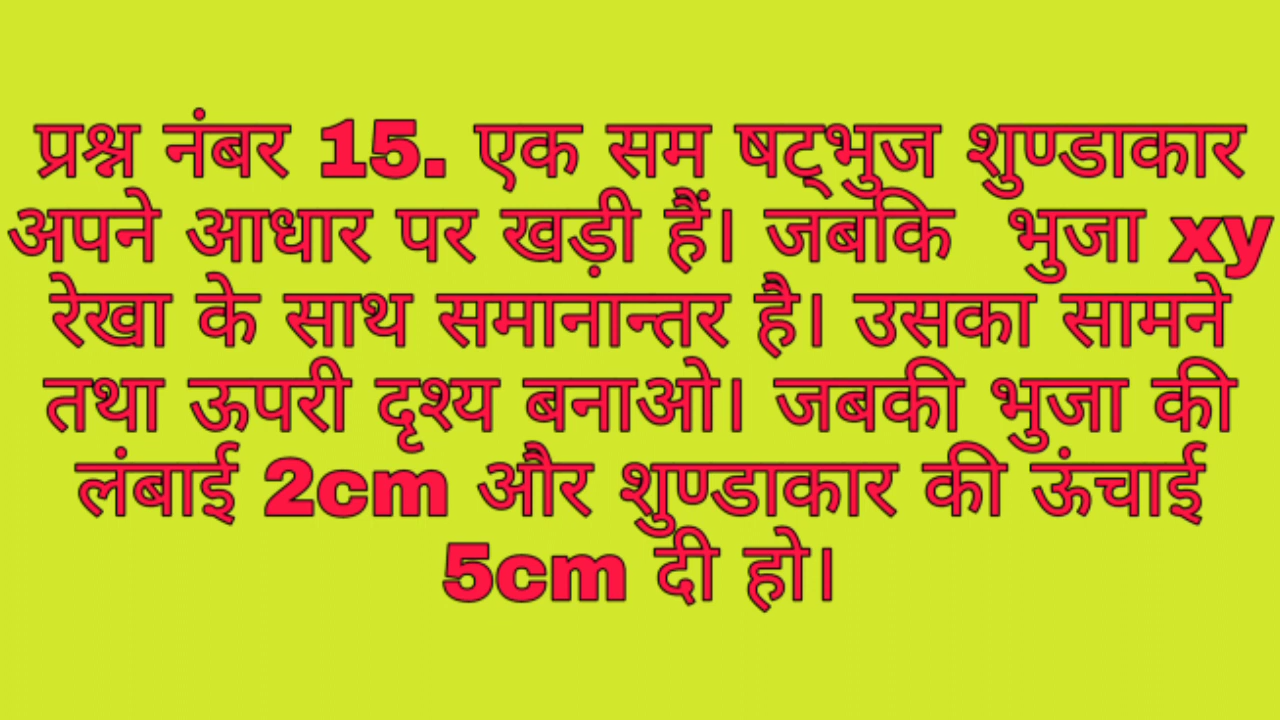 प्रश्न नंबर 15. एक सम षट्भुज शुण्डाकार
अपने आधार पर खड़ी हैं। जबकि भुजा xy
रेखा के साथ समानान्तर है। उसका सामने
तथा ऊपरी दृश्य बनाओ। जबकी भुजा की
लंबाई 2cm और शुण्डाकार की ऊंचाई
5cm दी हो।